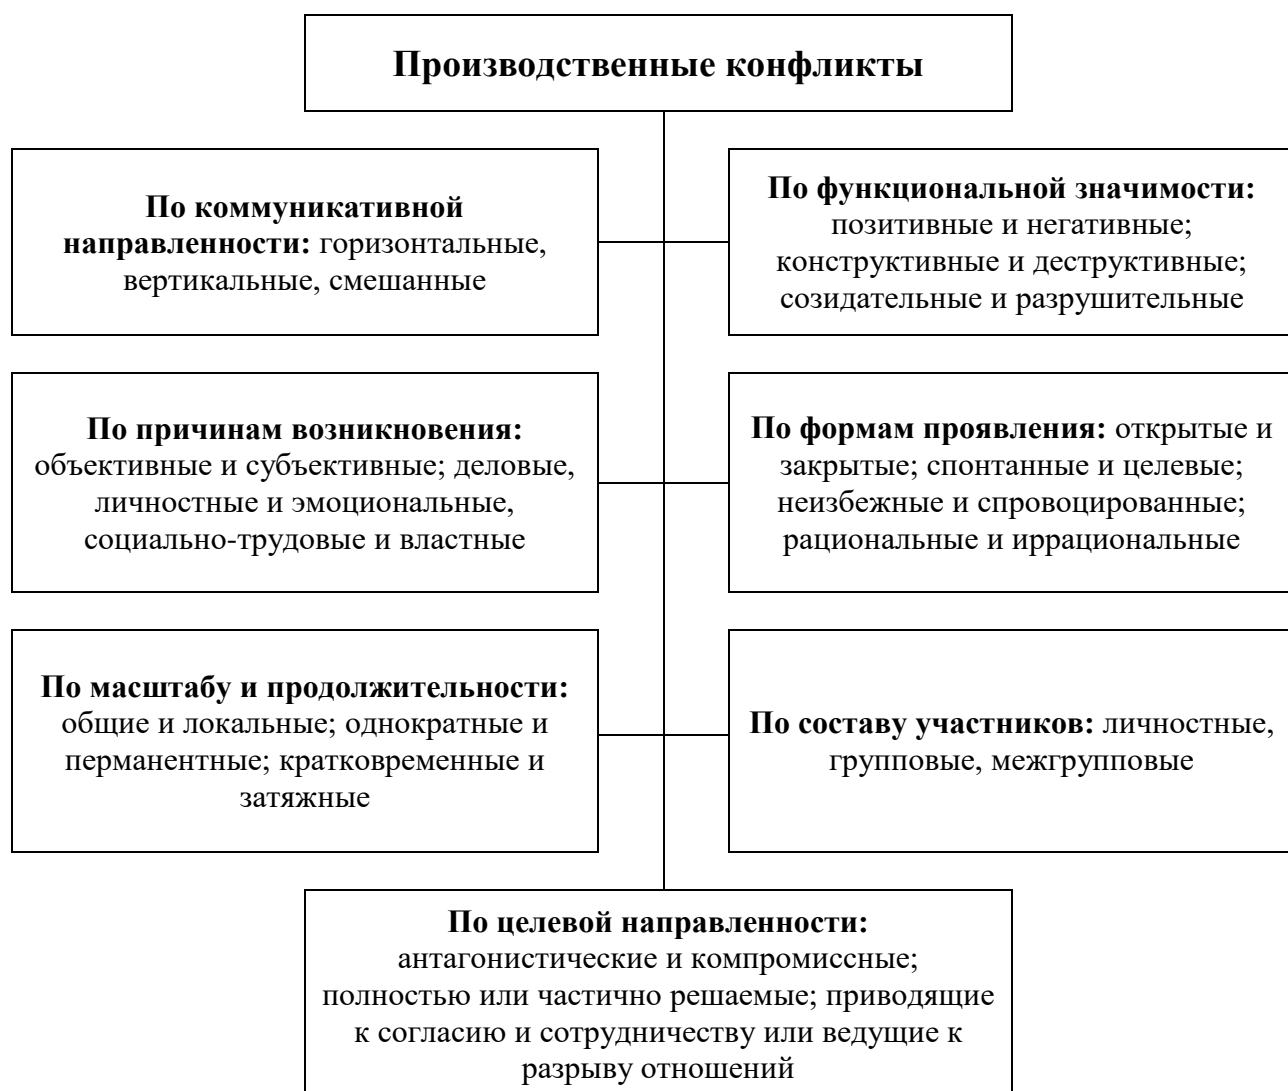 Производственные конфликты
По коммуникативной
направленности: горизонтальные,
вертикальные, смешанные
По функциональной значимости:
позитивные и негативные;
конструктивные и деструктивные;
созидательные и разрушительные
По причинам возникновения:
объективные и субъективные; деловые,
личностные и эмоциональные,
социально-трудовые и властные
По формам проявления: открытые и
закрытые; спонтанные и целевые;
неизбежные и спровоцированные;
рациональные и иррациональные
По масштабу и продолжительности:
общие и локальные; однократные и
перманентные; кратковременные и
затяжные
По составу участников: личностные,
групповые, межгрупповые
По целевой направленности:
антагонистические и компромиссные;
полностью или частично решаемые; приводящие
к согласию и сотрудничеству или ведущие к
разрыву отношений